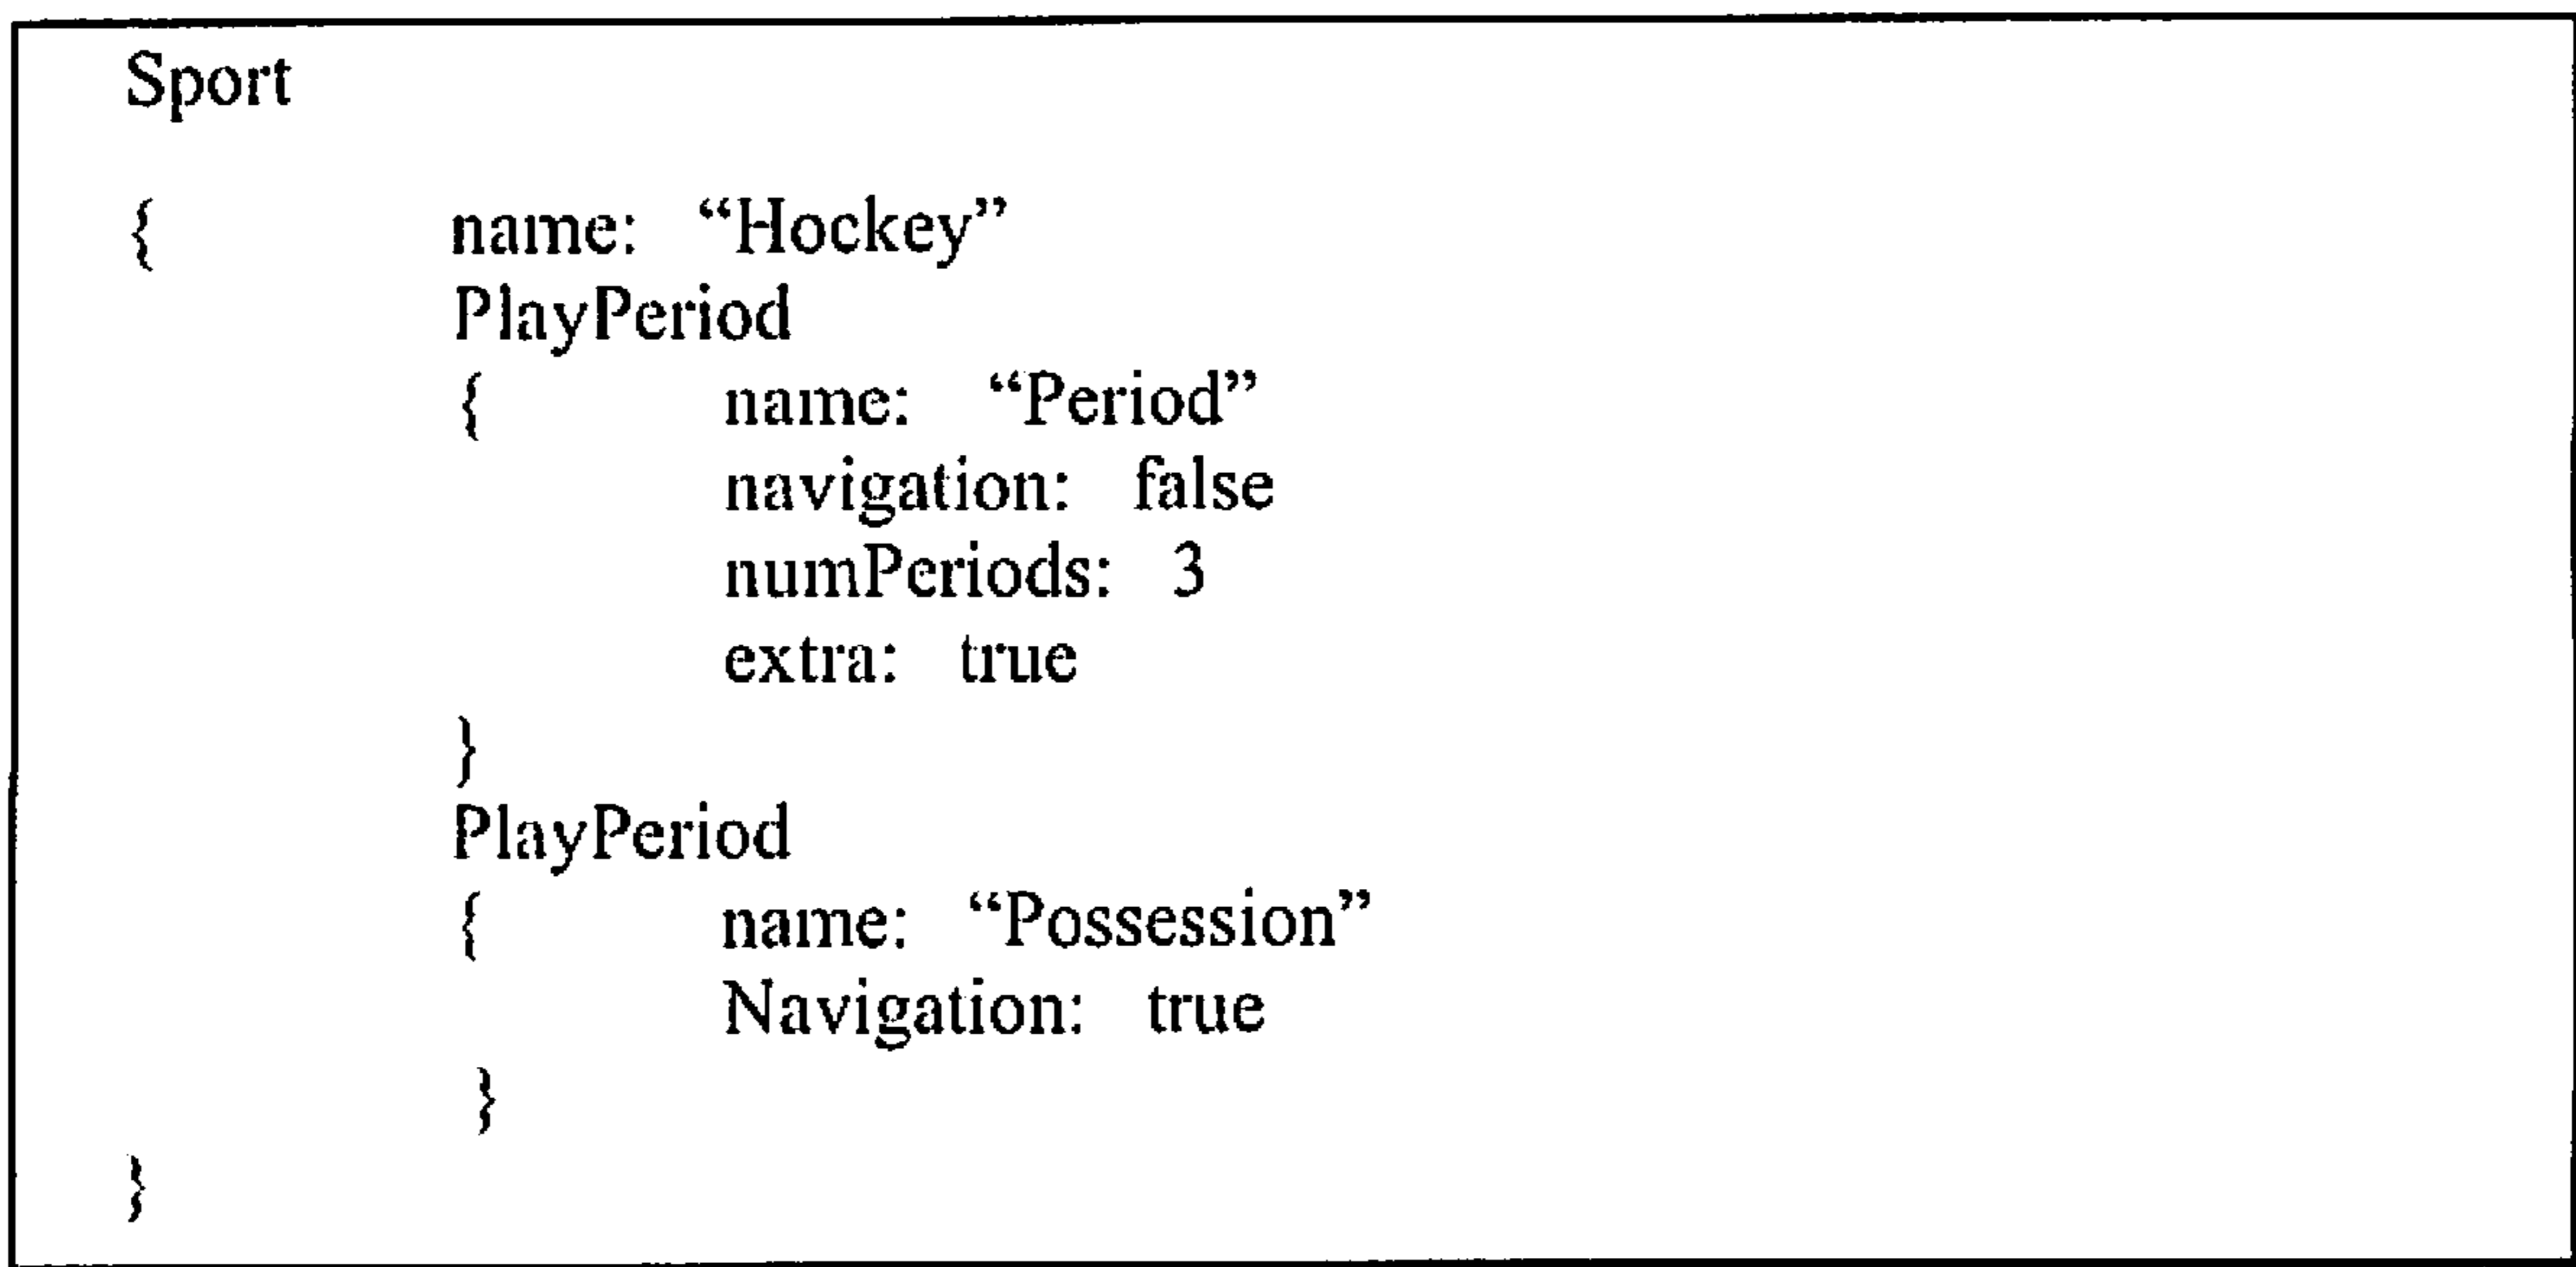 Sport
{ name: “Hockey”
PlayPeriod
{ name: “Period”
navigation: false
numPeriods: 3
extra: true
}
PlayPeriod
{ name: “Possession”
Navigation: true
}
}